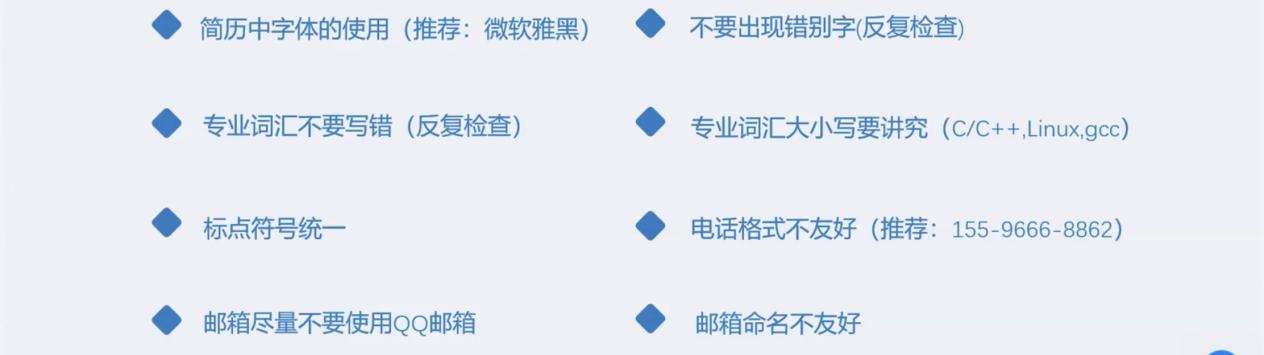 简历中字体的使用（推荐：微软雅黑）
不要出现错别字(反复检查)
专业词汇不要写错（反复检查）
专业词汇大小写要讲究（C/C++,Linux,gcc）
标点符号统一
电话格式不友好（推荐：155-9666-8862）
邮箱尽量不要使用QQ邮箱
邮箱命名不友好